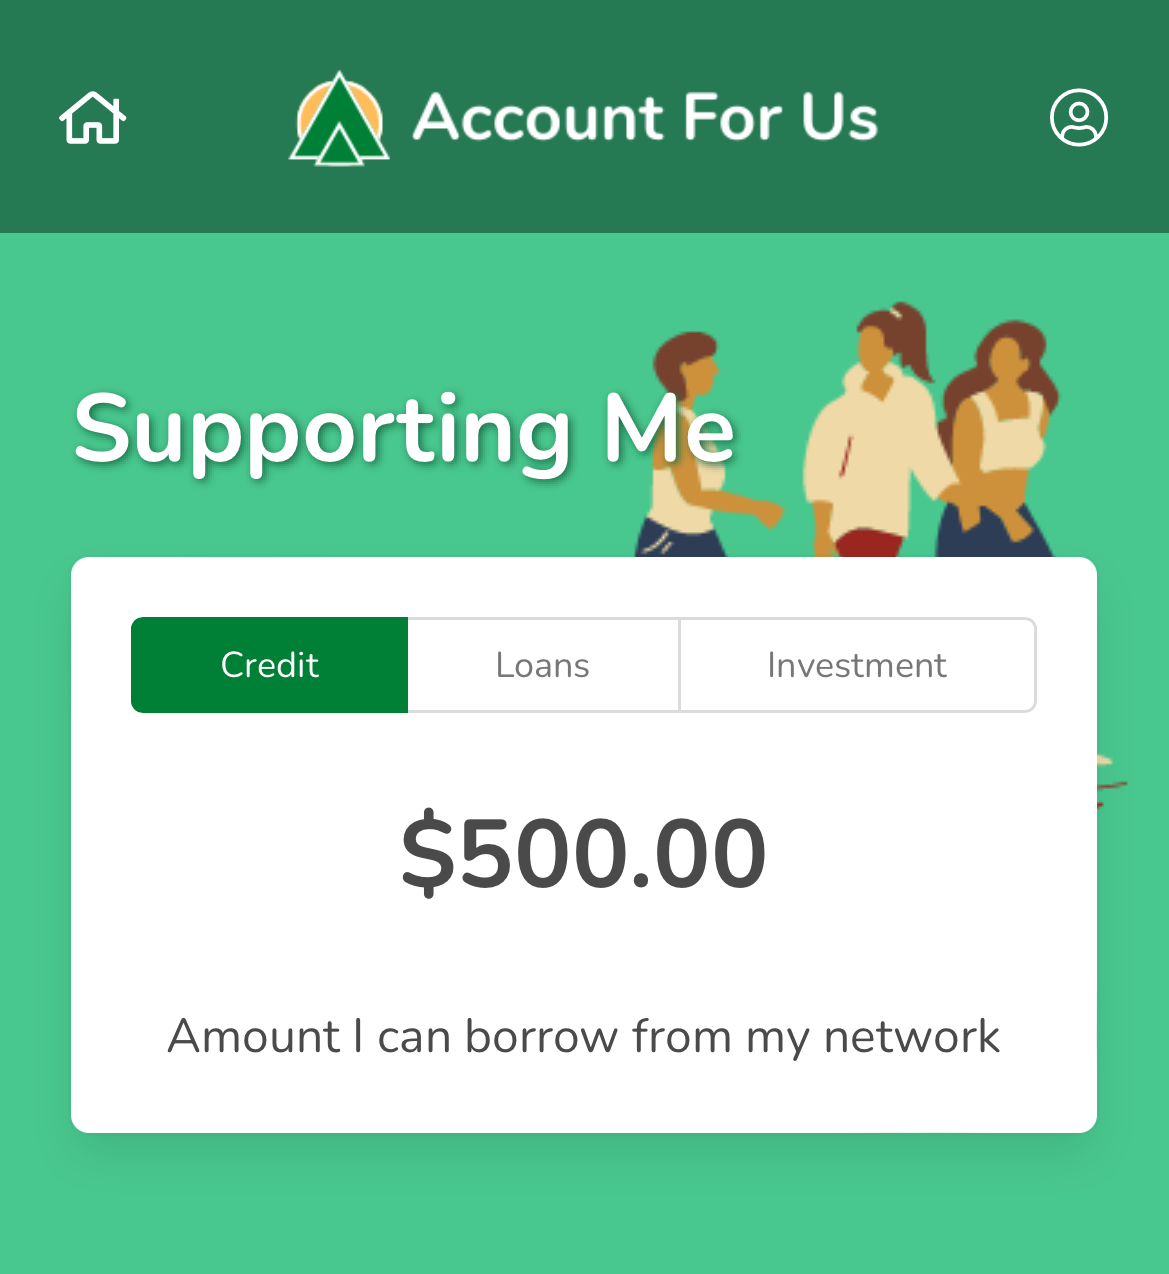 Account For Us
Supporting Me
Credit Loans Investment
$500.00
Amount I can borrow from my network